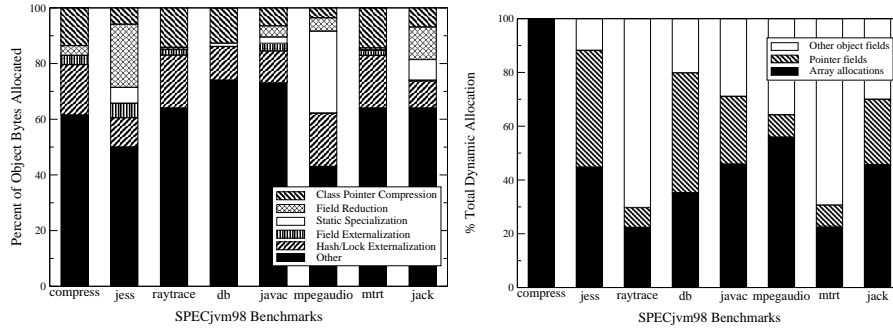 Percent of Object Bytes Allocated
100
80
60
40
20
0
Class Pointer Compression
Field Reduction
Static Specialization
Field Externalization
Hash/Lock Externalization
Other
compress jess raytrace db javac mpegaudio mtrt jack
SPECjvm98 Benchmarks
% Total Dynamic Allocation
100
80
60
40
20
0
Other object fields
Pointer fields
Array allocations
compress jess raytrace db javac mpegaudio mtrt jack
SPECjvm98 Benchmarks